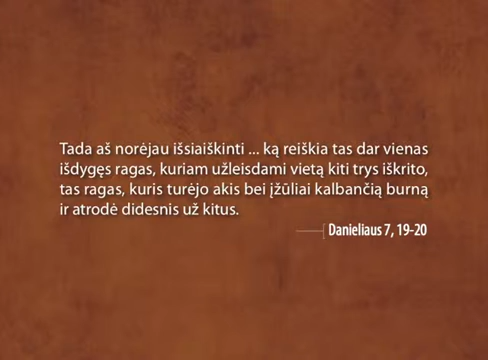 Tada aš norėjau išsiaiškinti ... ką reiškia tas dar vienas
išdygęs ragas, kuriam užleisdami vietą kiti trys iškrito,
tas ragas, kuris turėjo akis bei įžūliai kalbančią burną
ir atrodė didesnis už kitus.
Danieliaus 7, 19-20